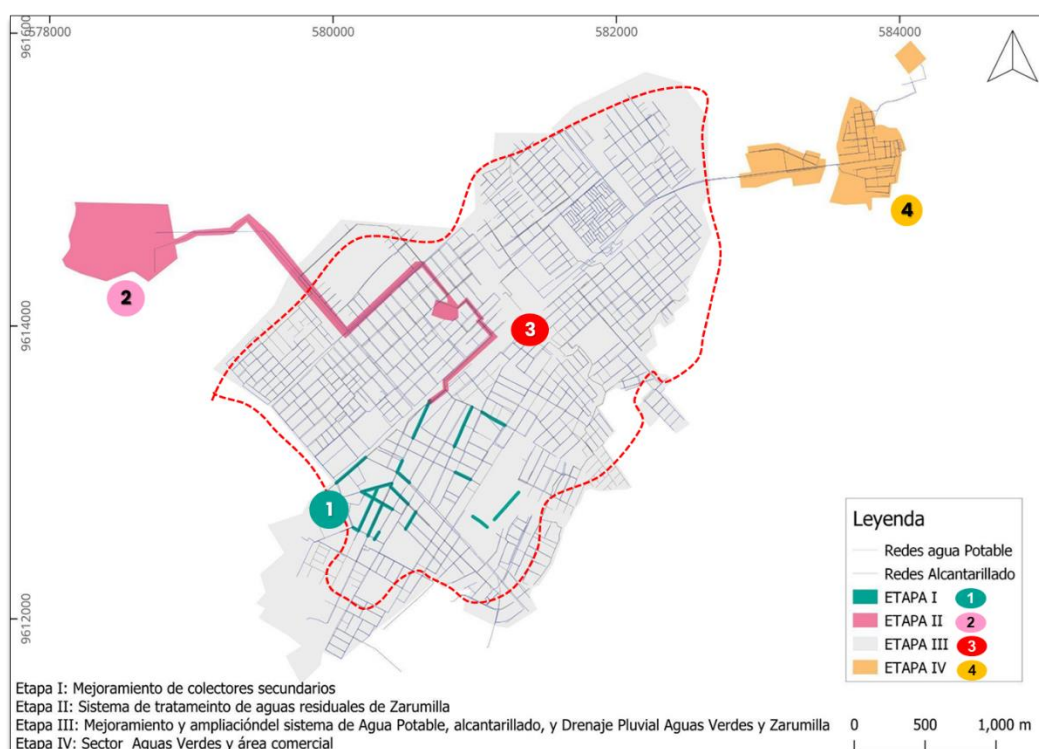 578000
580000
582000
584000
9614000
9612000
4
2
3
1
Leyenda
Redes agua Potable
Redes Alcantarillado
ETAPA I 1
ETAPA II 2
ETAPA III 3
ETAPA IV 4
Etapa I: Mejoramiento de colectores secundarios
Etapa II: Sistema de tratameinto de aguas residuales de Zarumilla
Etapa III: Mejoramiento y ampliacióndel sistema de Agua Potable, alcantarillado, y Drenaje Pluvial Aguas Verdes y Zarumilla
Etapa IV: Sector Aguas Verdes y área comercial
0 500 1,000 m